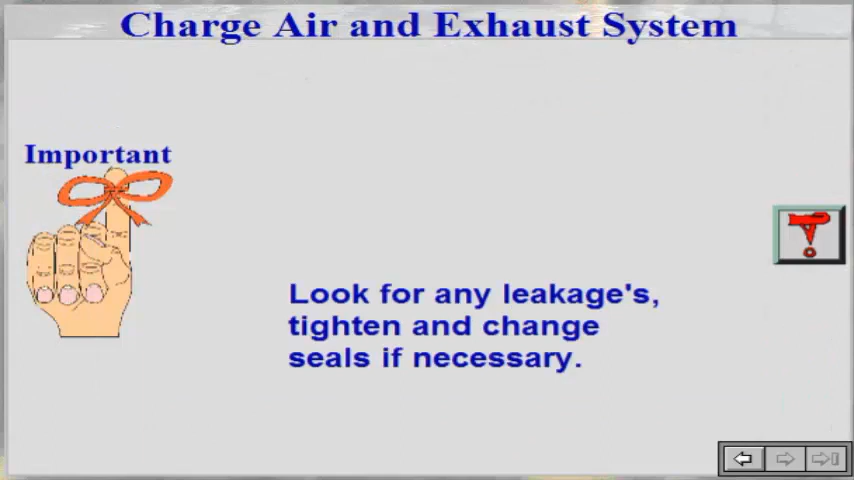 Charge Air and Exhaust System
Important
Look for any leakage's,
tighten and change
seals if necessary.